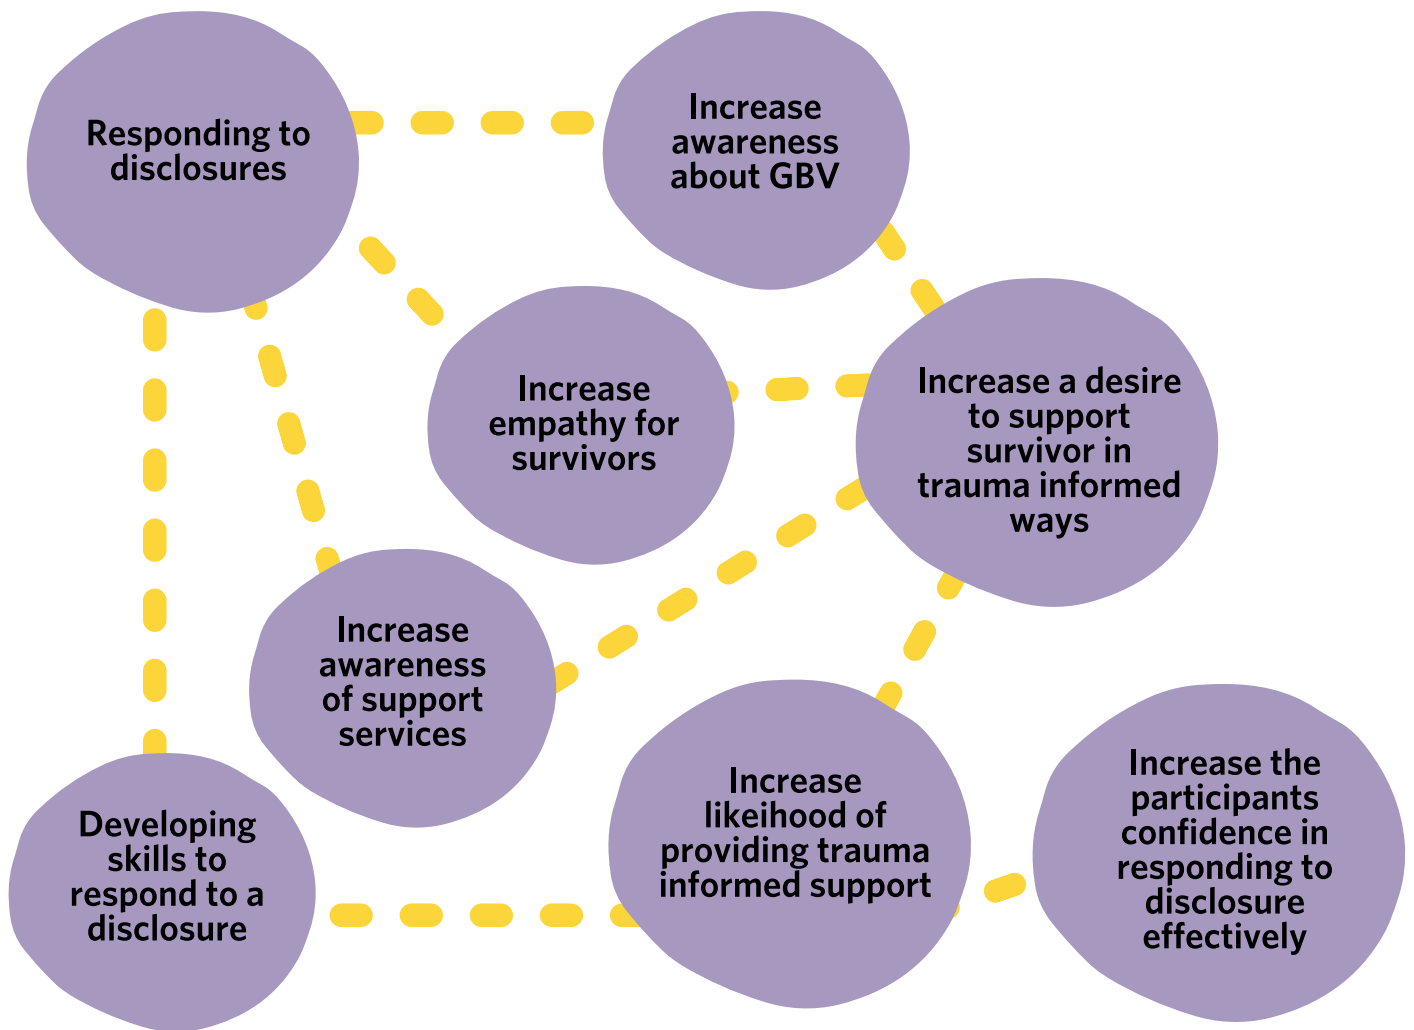 Responding to
disclosures
Increase
awareness
about GBV
Increase
empathy for
survivors
Increase a desire
to support
survivor in
trauma informed
ways
Increase
awareness
of support
services
Developing
skills to
respond to a
disclosure
Increase
likeihood of
providing trauma
informed support
Increase the
participants
confidence in
responding to
disclosure
effectively